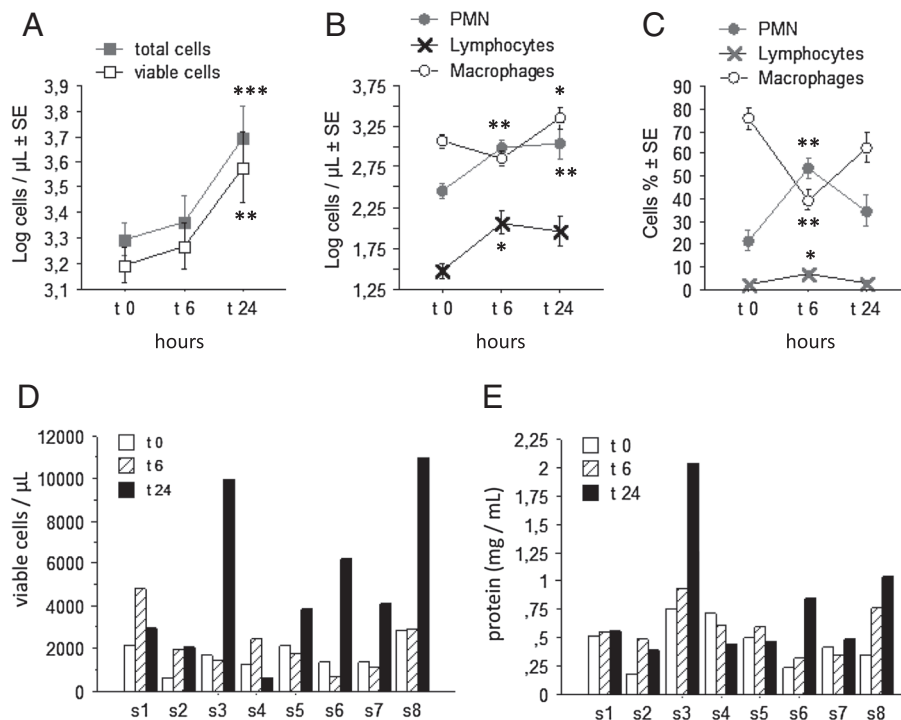 A
total cells
viable cells
Log cells / µL ± SE
3,9
3,8
3,7
3,6
3,5
3,4
3,3
3,2
3,1
***
**
t 0
t 6
t 24
hours
B
PMN
Lymphocytes
Macrophages
Log cells / µL ± SE
3,75
3,25
2,75
2,25
1,75
1,25
**
*
**
*
t 0
t 6
t 24
hours
C
PMN
Lymphocytes
Macrophages
Cells % ± SE
90
80
70
60
50
40
30
20
10
0
**
**
*
t 0
t 6
t 24
hours
D
t 0
t 6
t 24
viable cells / µL
12000
10000
8000
6000
4000
2000
0
s1
s2
s3
s4
s5
s6
s7
s8
E
t 0
t 6
t 24
protein (mg / mL)
2,25
2
1,75
1,5
1,25
1
,75
,5
,25
0
s1
s2
s3
s4
s5
s6
s7
s8